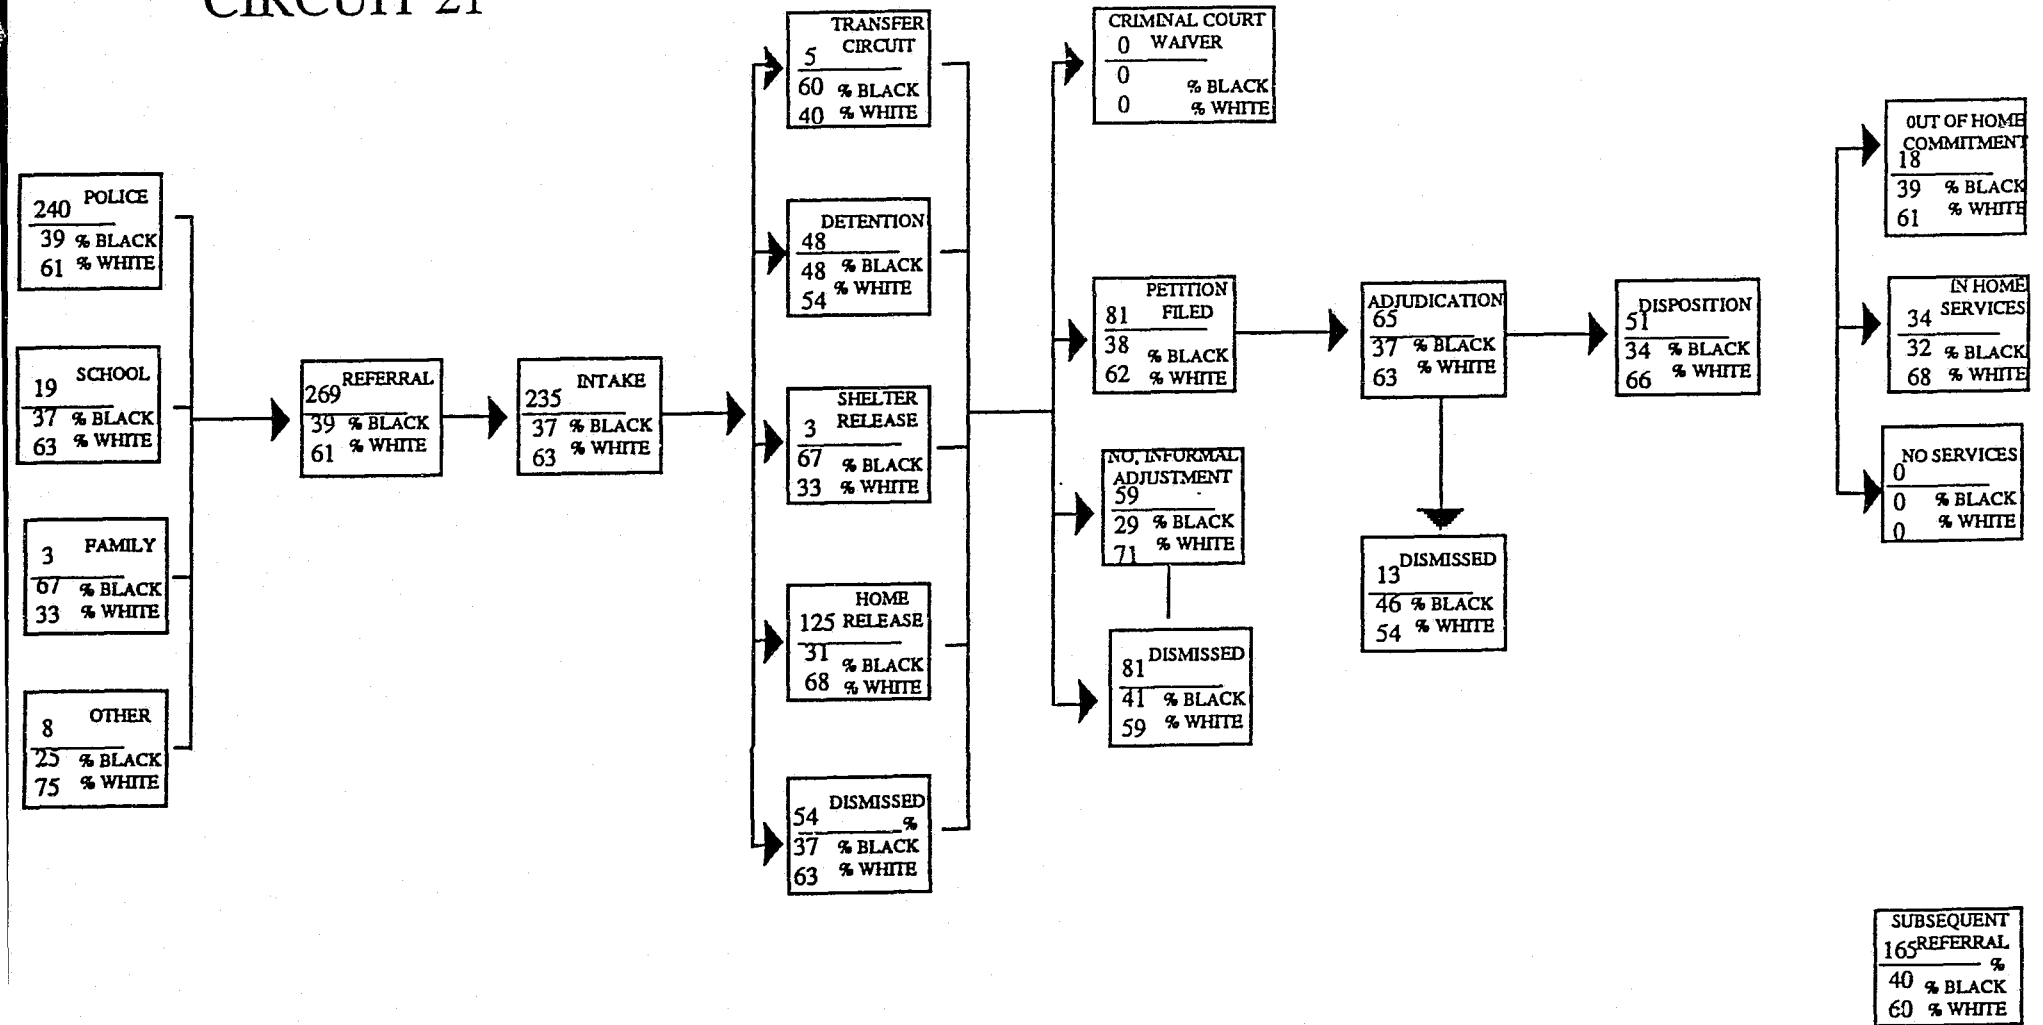 CIRCUIT 21
POLICE
240
39 % BLACK
61 % WHITE
SCHOOL
19
37 % BLACK
63 % WHITE
FAMILY
3
67 % BLACK
33 % WHITE
OTHER
8
25 % BLACK
75 % WHITE
REFERRAL
269
39 % BLACK
61 % WHITE
INTAKE
235
37 % BLACK
63 % WHITE
TRANSFER
CIRCUIT
5
60 % BLACK
40 % WHITE
DETENTION
48
48 % BLACK
54 % WHITE
SHELTER
3 RELEASE
67 % BLACK
33 % WHITE
HOME
125 RELEASE
31 % BLACK
68 % WHITE
DISMISSED
54 %
37 % BLACK
63 % WHITE
CRIMINAL COURT
0 WAIVER
0 % BLACK
0 % WHITE
PETITION
81 FILED
38 % BLACK
62 % WHITE
NO. INFORMAL
ADJUSTMENT
59
29 % BLACK
71 % WHITE
DISMISSED
81
41 % BLACK
59 % WHITE
ADJUDICATION
65
37 % BLACK
63 % WHITE
DISMISSED
13
46 % BLACK
54 % WHITE
DISPOSITION
51
34 % BLACK
66 % WHITE
OUT OF HOME
COMMITMENT
18
39 % BLACK
61 % WHITE
IN HOME
34 SERVICES
32 % BLACK
68 % WHITE
NO SERVICES
0
0 % BLACK
0 % WHITE
SUBSEQUENT
165 REFERRAL
%
40 % BLACK
60 % WHITE